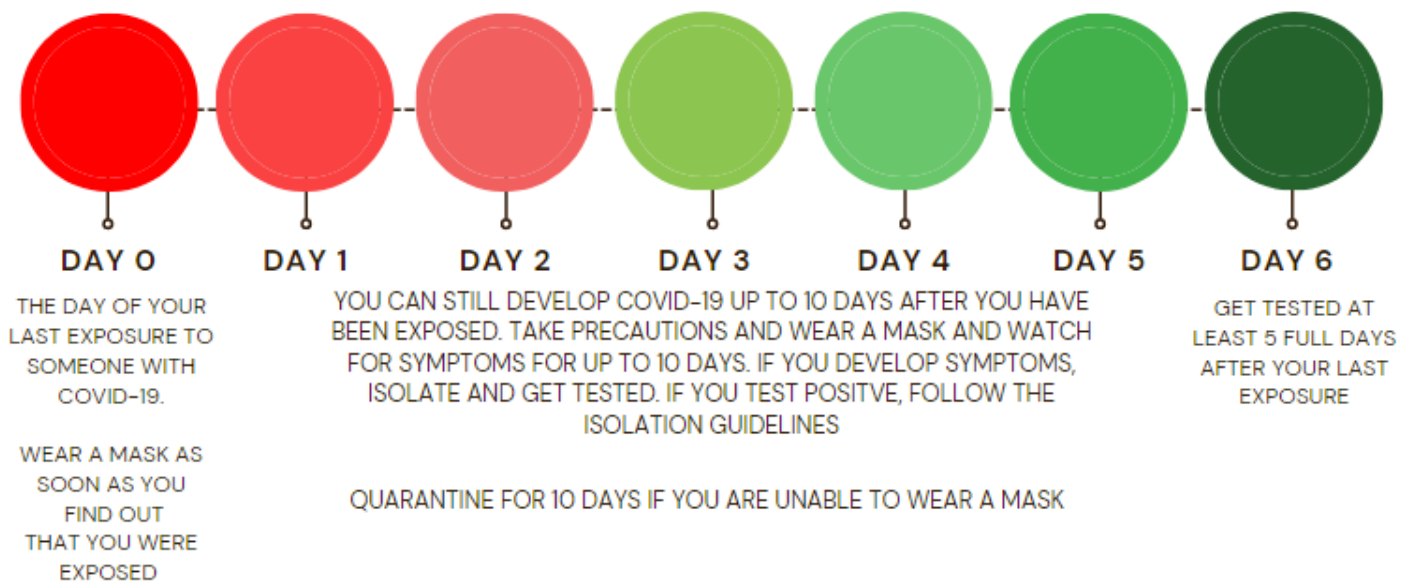 DAY 0
DAY 1
DAY 2
DAY 3
DAY 4
DAY 5
DAY 6
THE DAY OF YOUR
LAST EXPOSURE TO
SOMEONE WITH
COVID-19.
WEAR A MASK AS
SOON AS YOU
FIND OUT
THAT YOU WERE
EXPOSED
YOU CAN STILL DEVELOP COVID-19 UP TO 10 DAYS AFTER YOU HAVE
BEEN EXPOSED. TAKE PRECAUTIONS AND WEAR A MASK AND WATCH
FOR SYMPTOMS FOR UP TO 10 DAYS. IF YOU DEVELOP SYMPTOMS,
ISOLATE AND GET TESTED. IF YOU TEST POSITVE, FOLLOW THE
ISOLATION GUIDELINES
QUARANTINE FOR 10 DAYS IF YOU ARE UNABLE TO WEAR A MASK
GET TESTED AT
LEAST 5 FULL DAYS
AFTER YOUR LAST
EXPOSURE